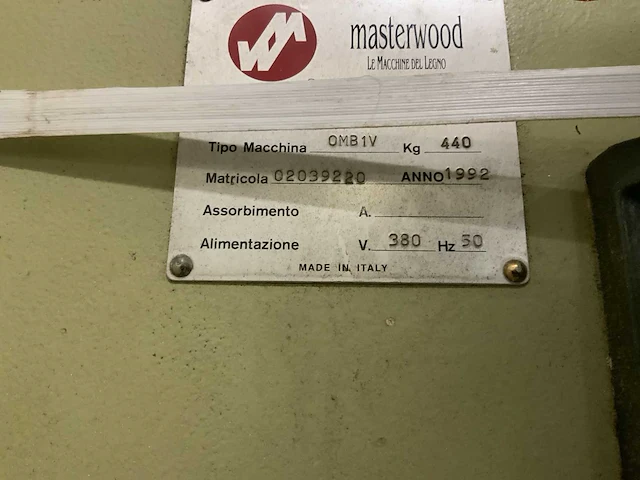 masterwood
LE MACCHINE DEL LEGNO
Tipo Macchina OMB1V Kg 440
Matricola 02039220 ANNO 1992
Assorbimento A.
Alimentazione V. 380 Hz 50
MADE IN ITALY